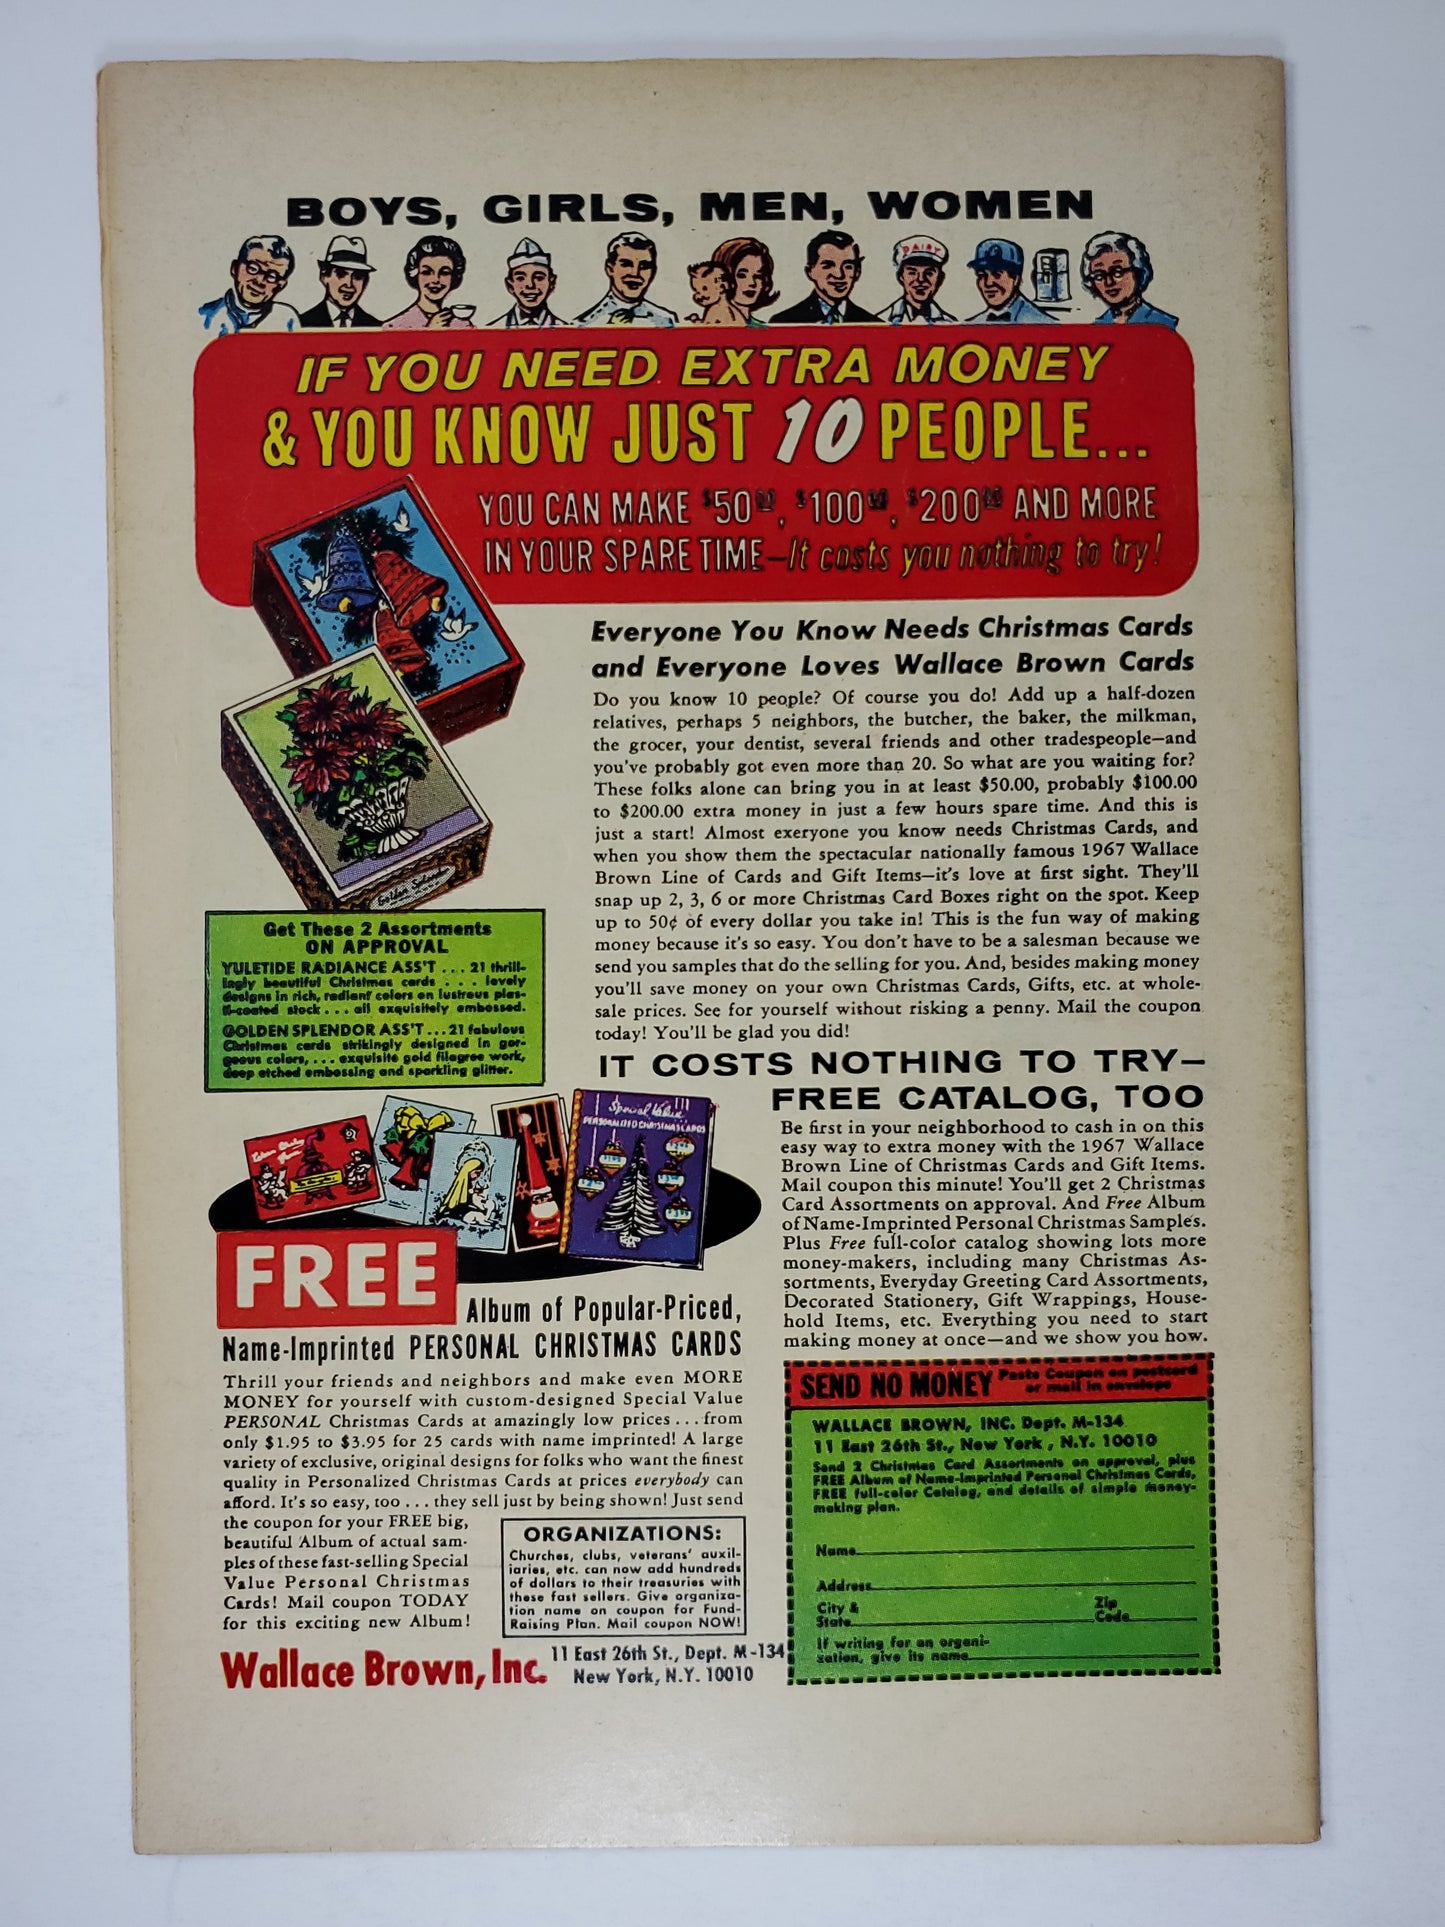 BOYS, GIRLS, MEN, WOMEN
DAIRY
IF YOU NEED EXTRA MONEY
& YOU KNOW JUST 10 PEOPLE...
YOU CAN MAKE $50.00, $100.00, $200.00 AND MORE
IN YOUR SPARE TIME—It costs you nothing to try!
Everyone You Know Needs Christmas Cards
and Everyone Loves Wallace Brown Cards
Do you know 10 people? Of course you do! Add up a half-dozen
relatives, perhaps 5 neighbors, the butcher, the baker, the milkman,
the grocer, your dentist, several friends and other tradespeople—and
you've probably got even more than 20. So what are you waiting for?
These folks alone can bring you in at least $50.00, probably $100.00
to $200.00 extra money in just a few hours spare time. And this is
just a start! Almost exeryone you know needs Christmas Cards, and
when you show them the spectacular nationally famous 1967 Wallace
Brown Line of Cards and Gift Items—it's love at first sight. They'll
snap up 2, 3, 6 or more Christmas Card Boxes right on the spot. Keep
up to 50¢ of every dollar you take in! This is the fun way of making
money because it's so easy. You don't have to be a salesman because we
send you samples that do the selling for you. And, besides making money
you'll save money on your own Christmas Cards, Gifts, etc. at whole-
sale prices. See for yourself without risking a penny. Mail the coupon
today! You'll be glad you did!
Golden Splendor
Get These 2 Assortments
ON APPROVAL
YULETIDE RADIANCE ASS'T ... 21 thrill-
ingly beautiful Christmas cards ... lovely
designs in rich, radiant colors on lustrous plas-
ti-coated stock ... all exquisitely embossed.
GOLDEN SPLENDOR ASS'T ... 21 fabulous
Christmas cards strikingly designed in gor-
geous colors, ... exquisite gold filagree work,
deep etched embossing and sparkling glitter.
IT COSTS NOTHING TO TRY—
FREE CATALOG, TOO
Be first in your neighborhood to cash in on this
easy way to extra money with the 1967 Wallace
Brown Line of Christmas Cards and Gift Items.
Mail coupon this minute! You'll get 2 Christmas
Card Assortments on approval. And Free Album
of Name-Imprinted Personal Christmas Samples.
Plus Free full-color catalog showing lots more
money-makers, including many Christmas As-
sortments, Everyday Greeting Card Assortments,
Decorated Stationery, Gift Wrappings, House-
hold Items, etc. Everything you need to start
making money at once—and we show you how.
Special Value
PERSONALIZED CHRISTMAS CARDS
FREE
Album of Popular-Priced,
Name-Imprinted PERSONAL CHRISTMAS CARDS
Thrill your friends and neighbors and make even MORE
MONEY for yourself with custom-designed Special Value
PERSONAL Christmas Cards at amazingly low prices ... from
only $1.95 to $3.95 for 25 cards with name imprinted! A large
variety of exclusive, original designs for folks who want the finest
quality in Personalized Christmas Cards at prices everybody can
afford. It's so easy, too ... they sell just by being shown! Just send
the coupon for your FREE big,
beautiful Album of actual sam-
ples of these fast-selling Special
Value Personal Christmas
Cards! Mail coupon TODAY
for this exciting new Album!
ORGANIZATIONS:
Churches, clubs, veterans' auxil-
iaries, etc. can now add hundreds
of dollars to their treasuries with
these fast sellers. Give organiza-
tion name on coupon for Fund-
Raising Plan. Mail coupon NOW!
Wallace Brown, Inc.
11 East 26th St., Dept. M-134
New York, N.Y. 10010
SEND NO MONEY
Paste Coupon on postcard
or mail in envelope
WALLACE BROWN, INC. Dept. M-134
11 East 26th St., New York, N.Y. 10010
Send 2 Christmas Card Assortments on approval, plus
FREE Album of Name-Imprinted Personal Christmas Cards,
FREE full-color Catalog, and details of simple money-
making plan.
Name
Address
City &
State
Zip
Code
If writing for an organi-
zation, give its name